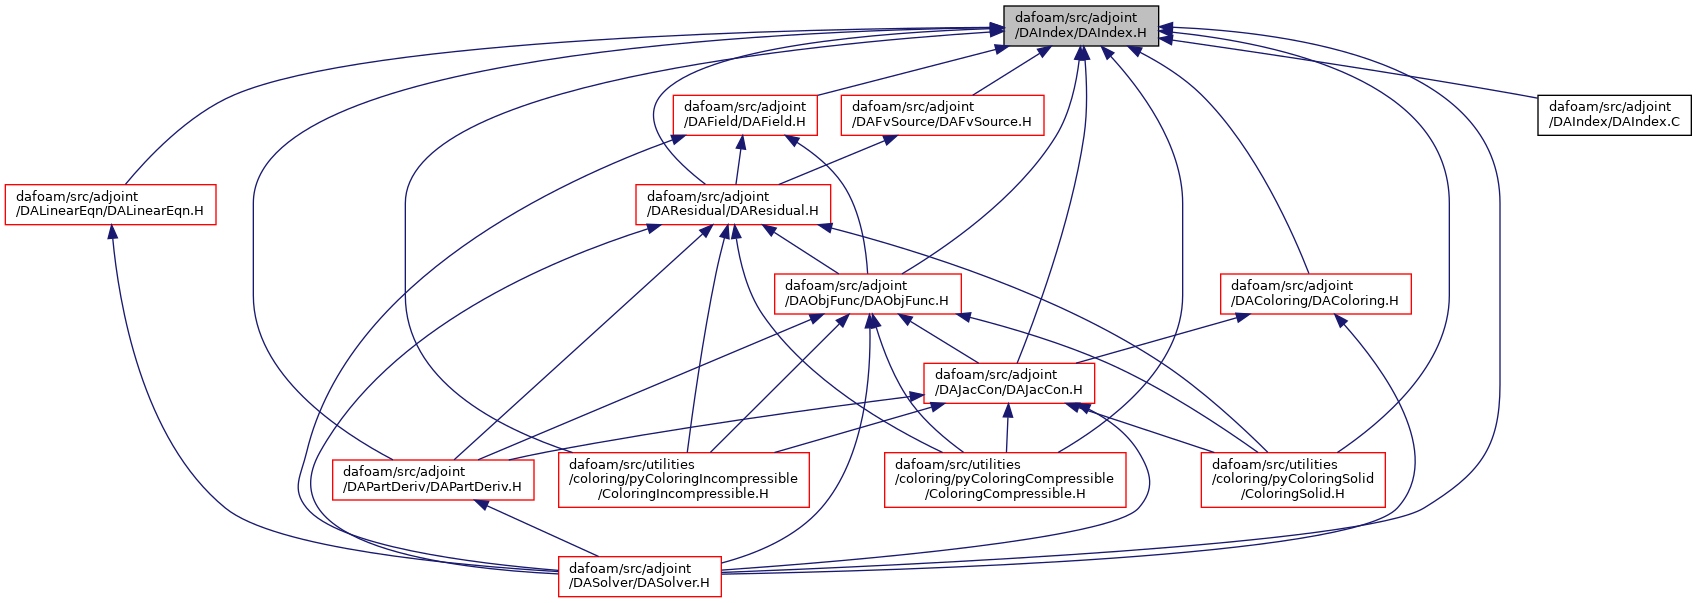 dafoam/src/adjoint
/DAIndex/DAIndex.H
dafoam/src/adjoint
/DAField/DAField.H
dafoam/src/adjoint
/DAFvSource/DAFvSource.H
dafoam/src/adjoint
/DAIndex/DAIndex.C
dafoam/src/adjoint
/DALinearEqn/DALinearEqn.H
dafoam/src/adjoint
/DAResidual/DAResidual.H
dafoam/src/adjoint
/DAObjFunc/DAObjFunc.H
dafoam/src/adjoint
/DAColoring/DAColoring.H
dafoam/src/adjoint
/DAJacCon/DAJacCon.H
dafoam/src/adjoint
/DAPartDeriv/DAPartDeriv.H
dafoam/src/utilities
/coloring/pyColoringIncompressible
/ColoringIncompressible.H
dafoam/src/utilities
/coloring/pyColoringCompressible
/ColoringCompressible.H
dafoam/src/utilities
/coloring/pyColoringSolid
/ColoringSolid.H
dafoam/src/adjoint
/DASolver/DASolver.H